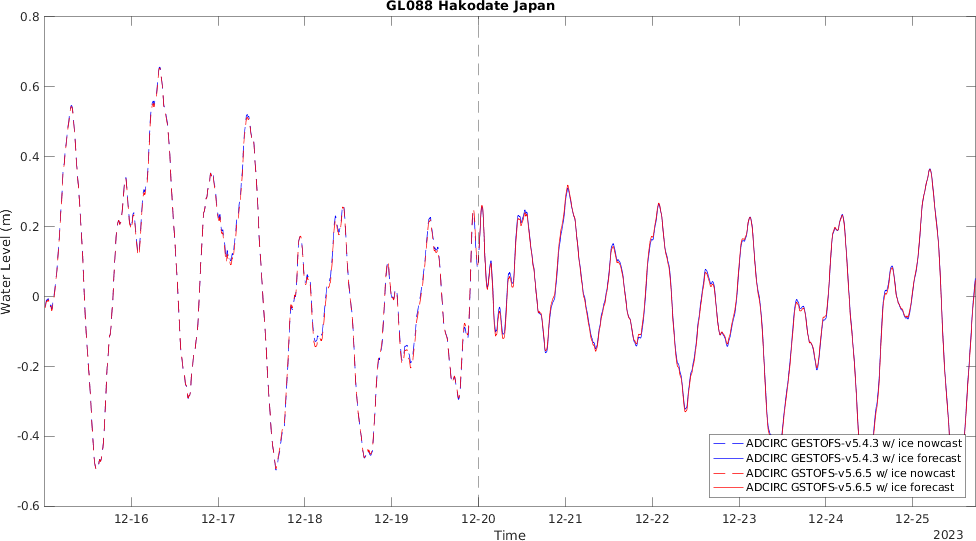 GL088 Hakodate Japan
0.8
0.6
0.4
0.2
0
-0.2
-0.4
-0.6
Water Level (m)
12-16 12-17 12-18 12-19 12-20 12-21 12-22 12-23 12-24 12-25
Time
2023
ADCIRC GESTOFS-v5.4.3 w/ ice nowcast
ADCIRC GESTOFS-v5.4.3 w/ ice forecast
ADCIRC GSTOFS-v5.6.5 w/ ice nowcast
ADCIRC GSTOFS-v5.6.5 w/ ice forecast